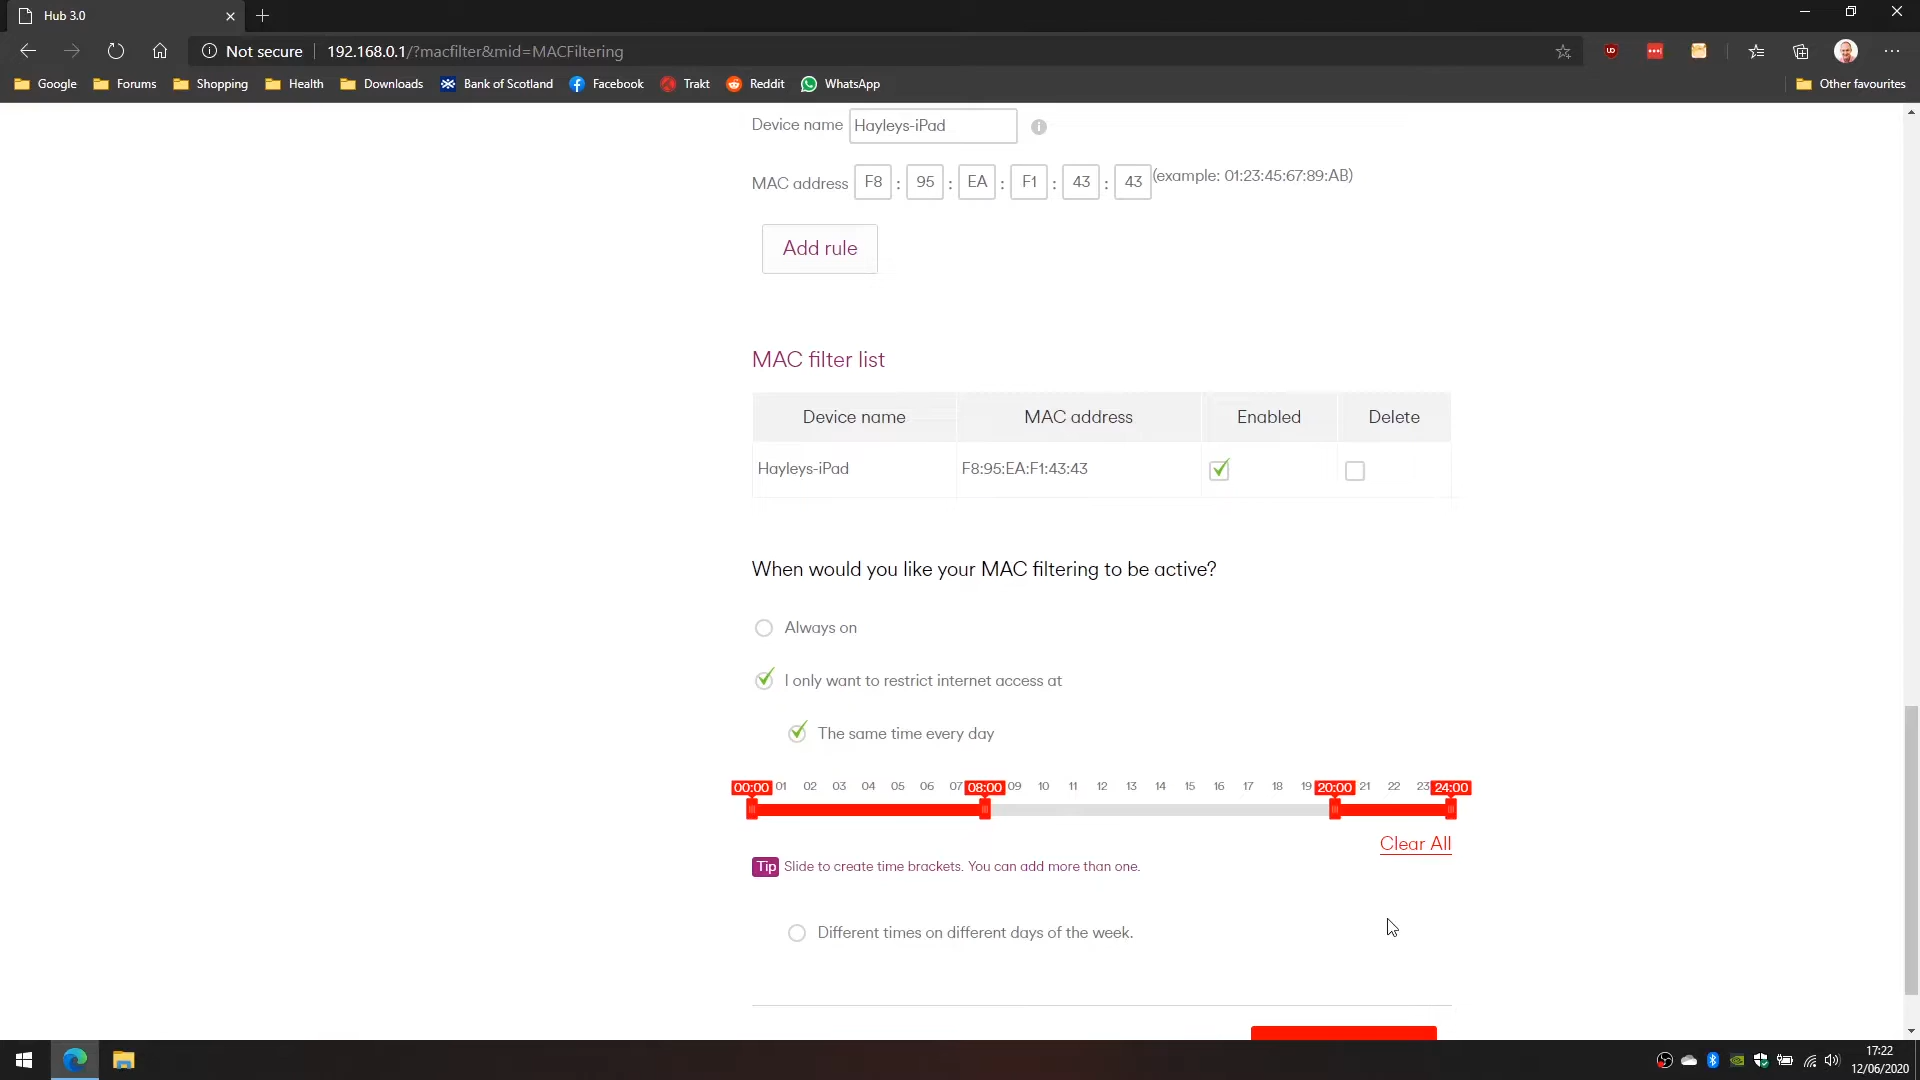 Hub 3.0
Not secure 192.168.0.1/?macfilter&mid=MACFiltering
Google Forums Shopping Health Downloads Bank of Scotland Facebook Trakt Reddit WhatsApp Other favourites
Device name Hayleys-iPad
MAC address F8 : 95 : EA : F1 : 43 : 43 (example: 01:23:45:67:89:AB)
Add rule
MAC filter list
Device name MAC address Enabled Delete
Hayleys-iPad F8:95:EA:F1:43:43
When would you like your MAC filtering to be active?
Always on
I only want to restrict internet access at
The same time every day
00:00 01 02 03 04 05 06 07 08:00 09 10 11 12 13 14 15 16 17 18 19 20:00 21 22 23 24:00
Clear All
Tip Slide to create time brackets. You can add more than one.
Different times on different days of the week.
17:22
12/06/2020